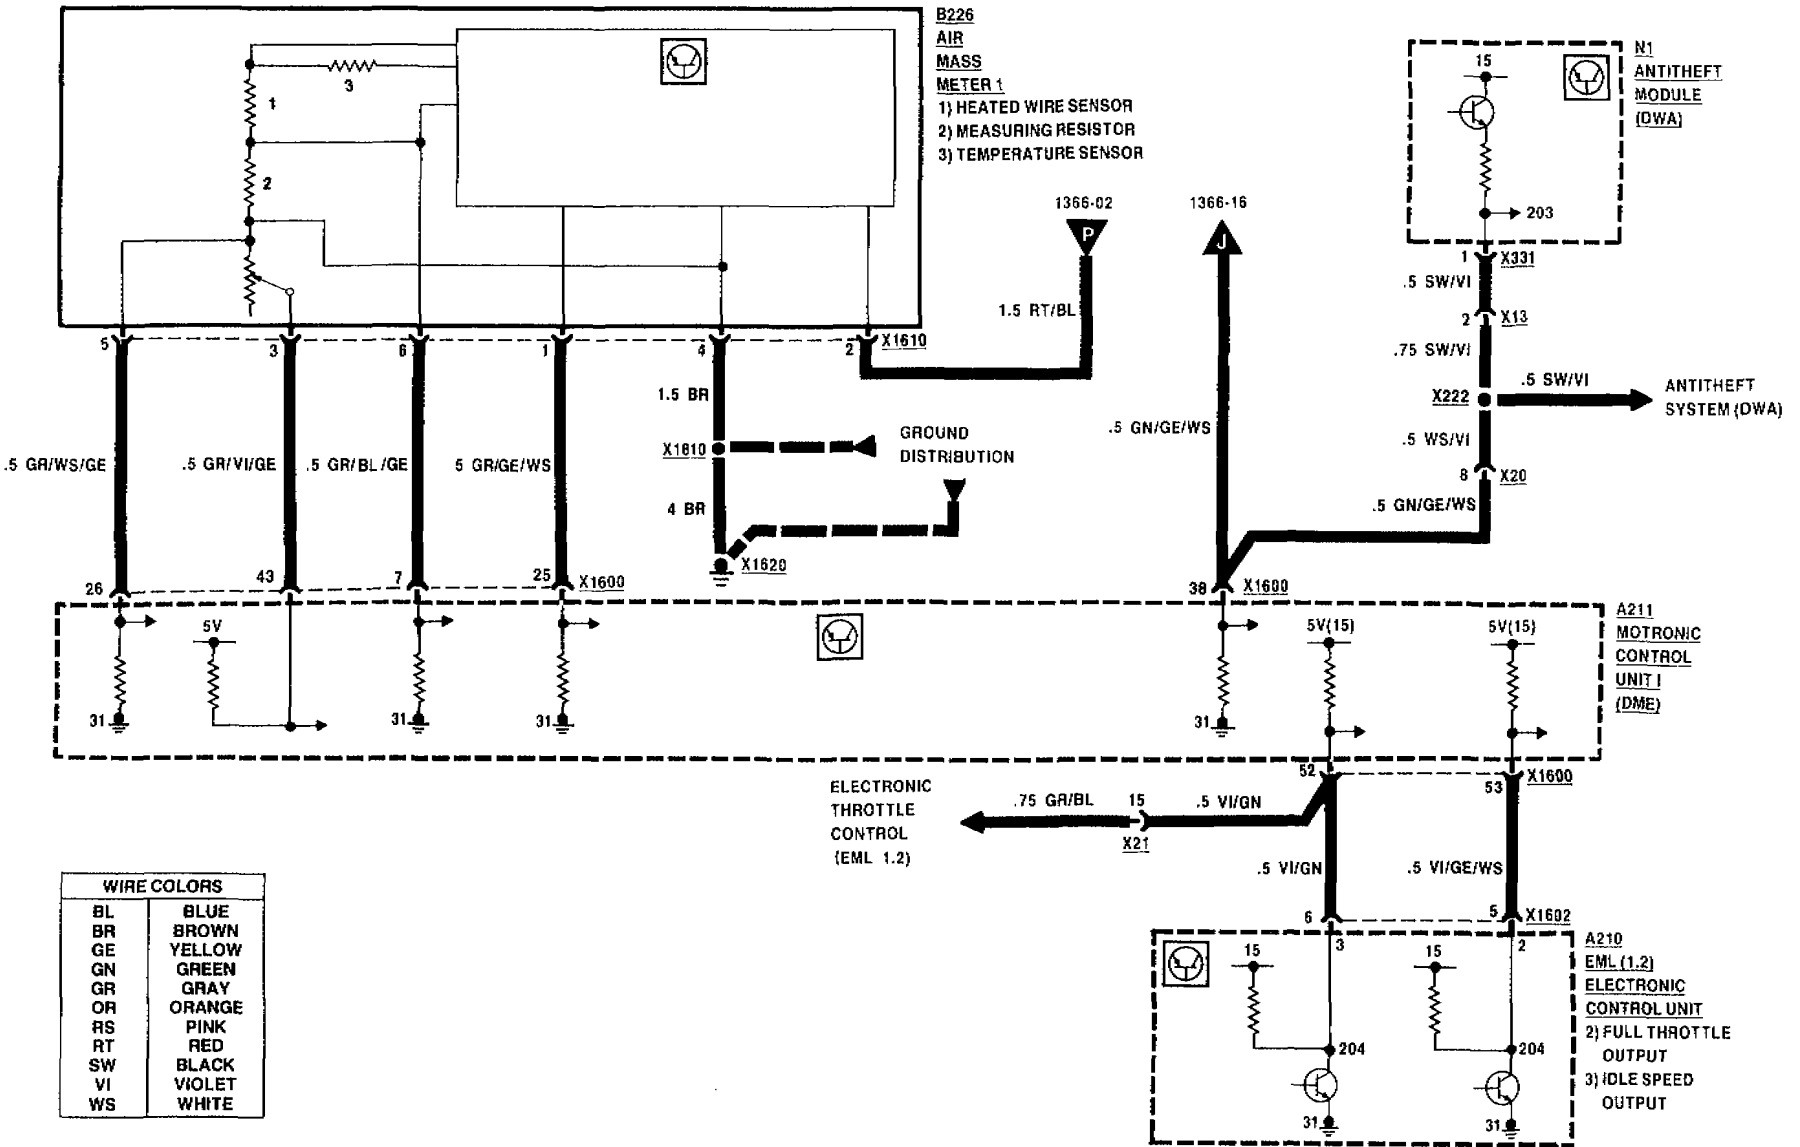 B226
AIR
MASS
METER 1
1) HEATED WIRE SENSOR
2) MEASURING RESISTOR
3) TEMPERATURE SENSOR
3
1
2
N1
ANTITHEFT
MODULE
(DWA)
15
203
1366-02
P
1366-16
J
1 X331
.5 SW/VI
2 X13
.75 SW/VI
X222
.5 SW/VI
ANTITHEFT
SYSTEM (DWA)
.5 WS/VI
8 X20
.5 GN/GE/WS
1.5 RT/BL
5 3 6 1 4 2 X1610
1.5 BR
.5 GN/GE/WS
X1810
GROUND
DISTRIBUTION
.5 GR/WS/GE .5 GR/VI/GE .5 GR/BL/GE 5 GR/GE/WS
4 BR
X1620
26 43 7 25 X1600
38 X1600
A211
MOTRONIC
CONTROL
UNIT I
(DME)
5V 5V(15) 5V(15)
31 31 31 31
52 53 X1600
ELECTRONIC
THROTTLE
CONTROL
(EML 1.2)
.75 GR/BL 15 .5 VI/GN
X21
.5 VI/GN .5 VI/GE/WS
6 5 X1602
3 2
A210
EML (1.2)
ELECTRONIC
CONTROL UNIT
2) FULL THROTTLE
OUTPUT
3) IDLE SPEED
OUTPUT
15 15
204 204
31 31
WIRE COLORS
BL BLUE
BR BROWN
GE YELLOW
GN GREEN
GR GRAY
OR ORANGE
RS PINK
RT RED
SW BLACK
VI VIOLET
WS WHITE